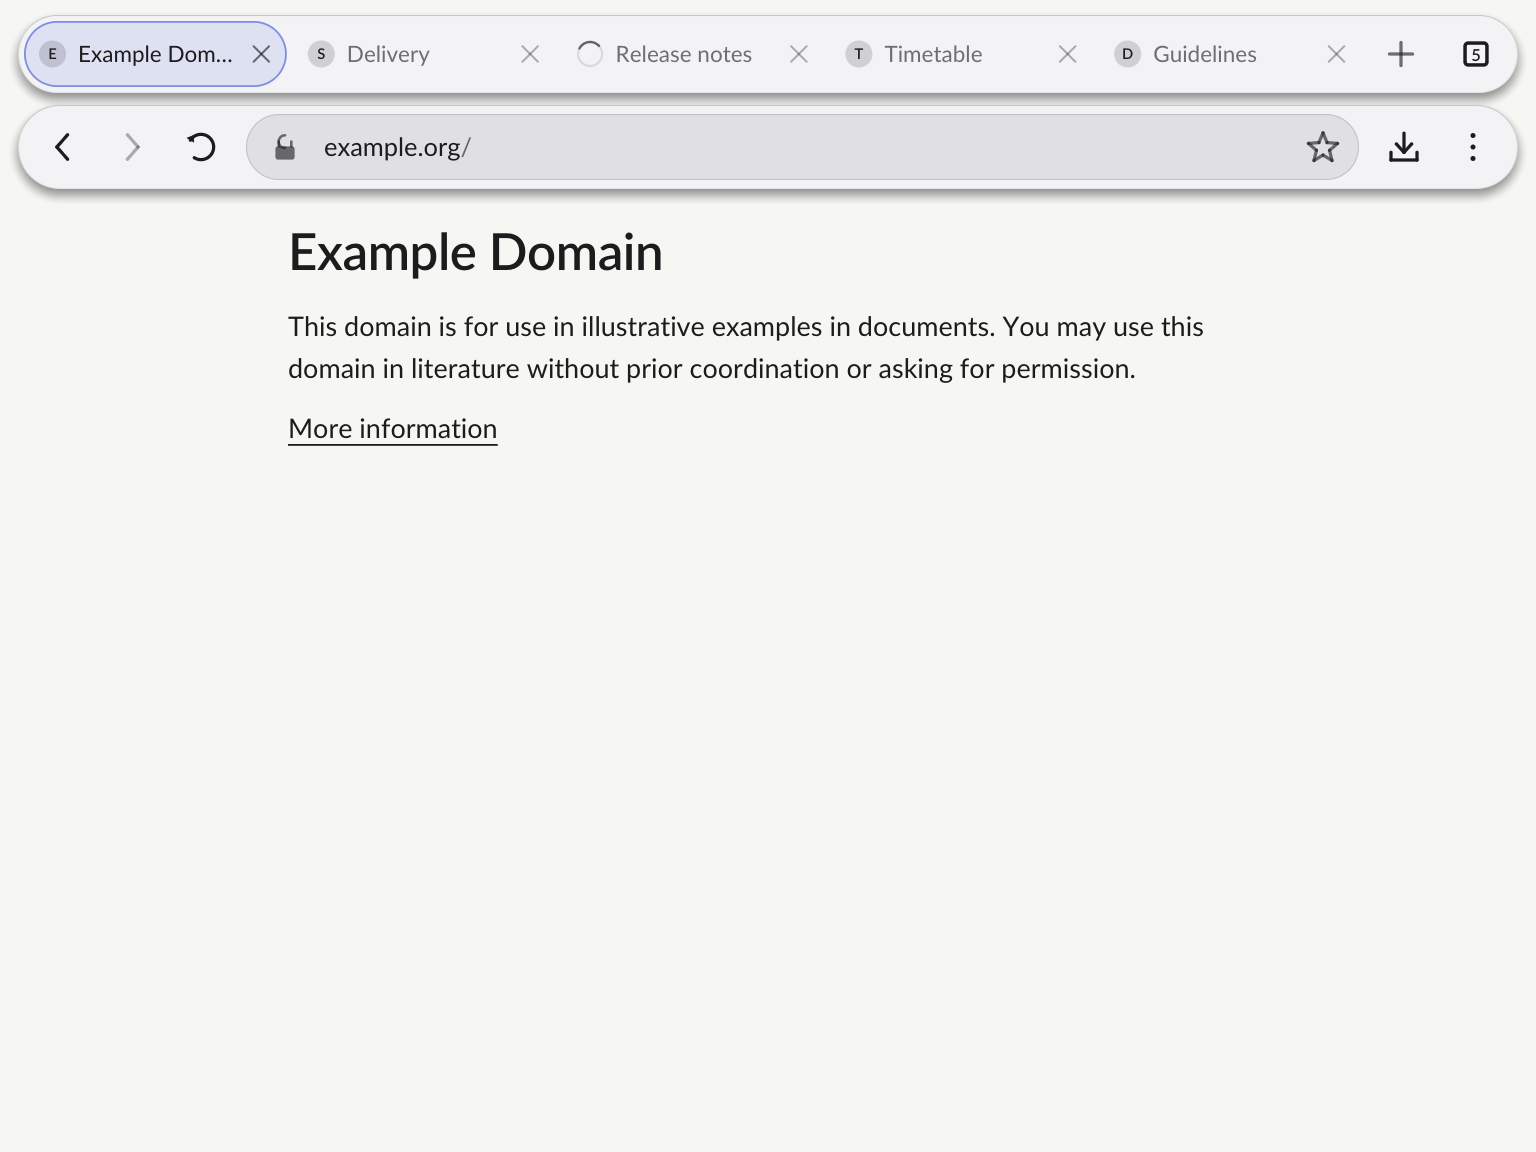 E Example Dom... S Delivery Release notes T Timetable D Guidelines 5
example.org/
Example Domain
This domain is for use in illustrative examples in documents. You may use this
domain in literature without prior coordination or asking for permission.
More information